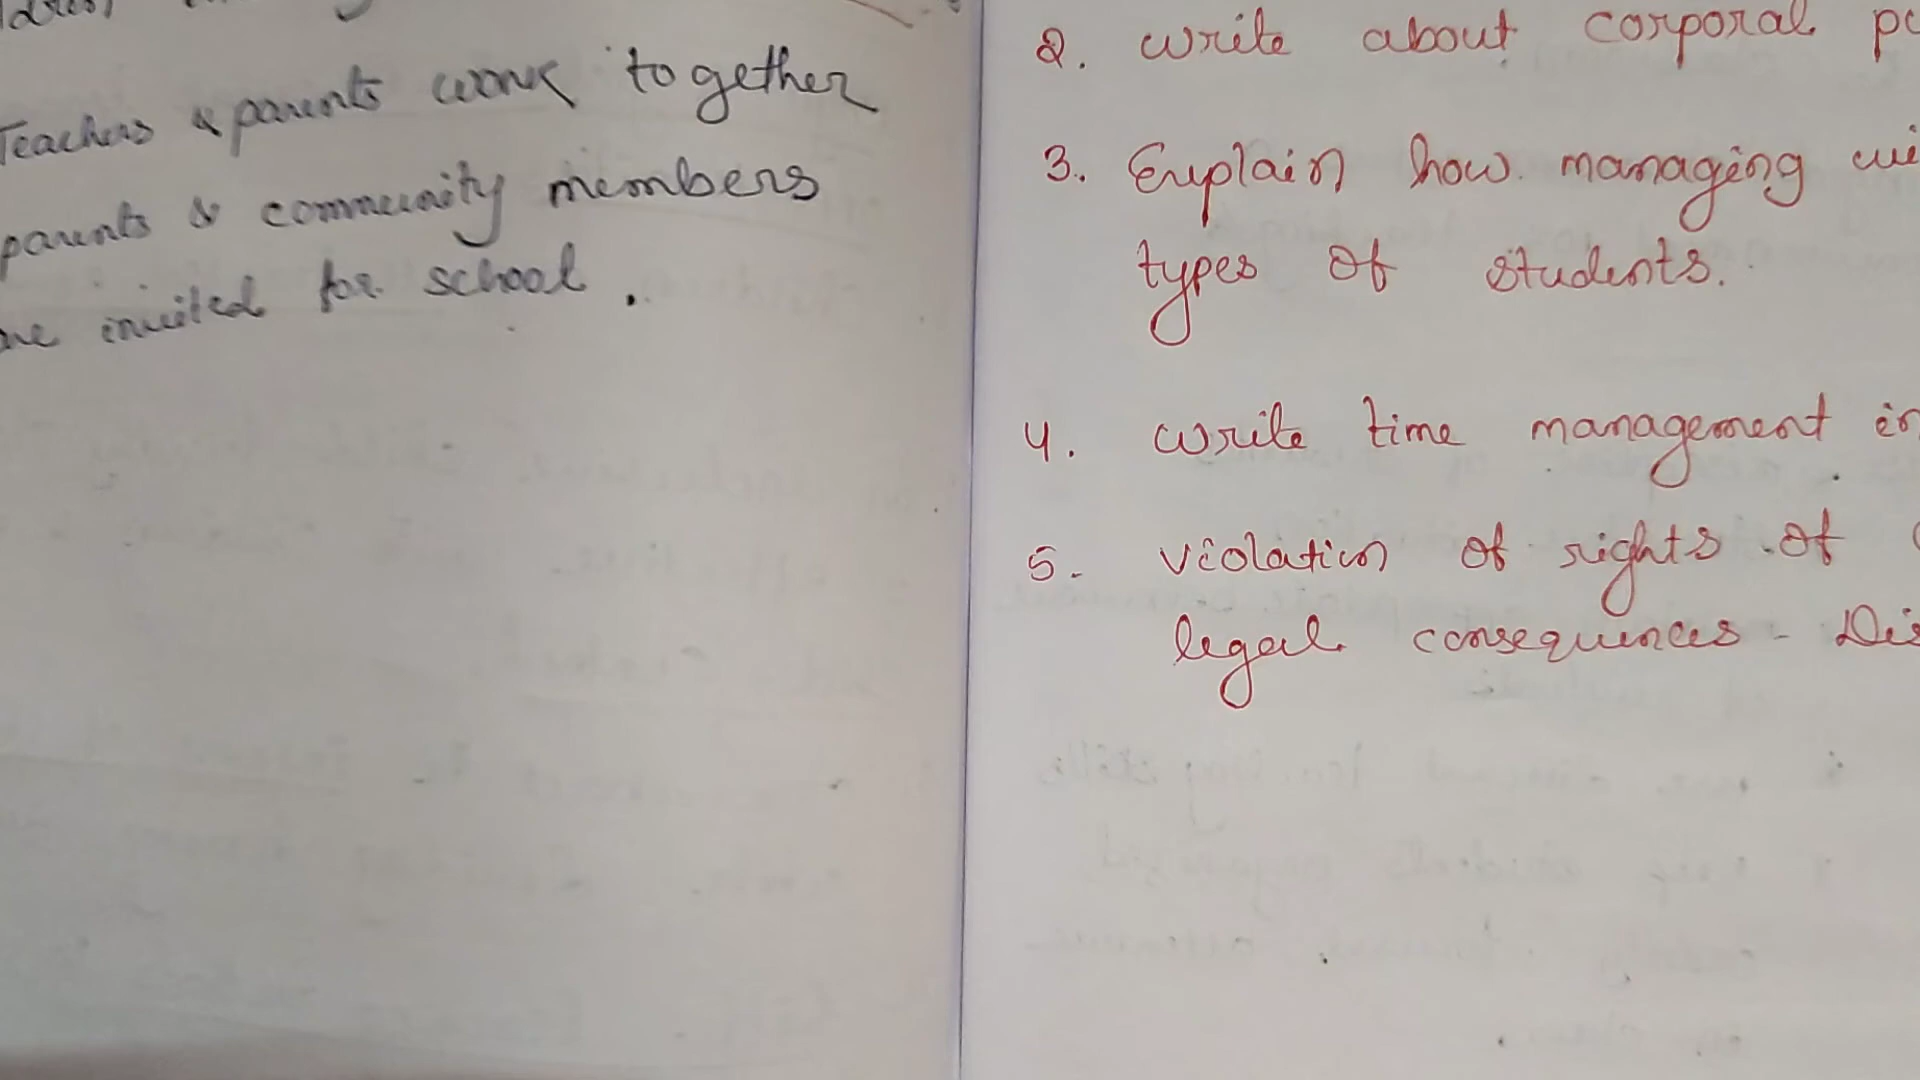 Teachers & parents work together
parents & community members
invited for school.
2. write about corporal
3. Explain how managing
types of students.
4. write time management
5. violation of rights of
legal consequences -